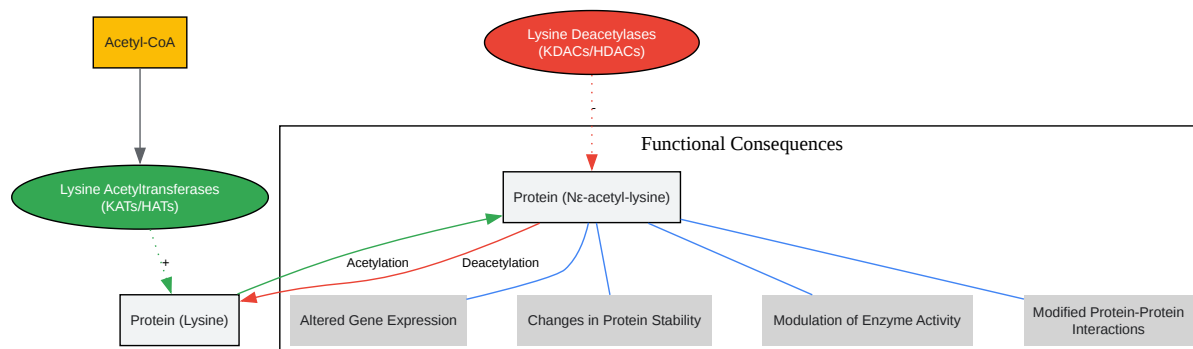 Acetyl-CoA
Lysine Deacetylases
(KDACs/HDACs)
-
Functional Consequences
Lysine Acetyltransferases
(KATs/HATs)
Protein (Nε-acetyl-lysine)
+
Acetylation
Deacetylation
Protein (Lysine)
Altered Gene Expression
Changes in Protein Stability
Modulation of Enzyme Activity
Modified Protein-Protein
Interactions